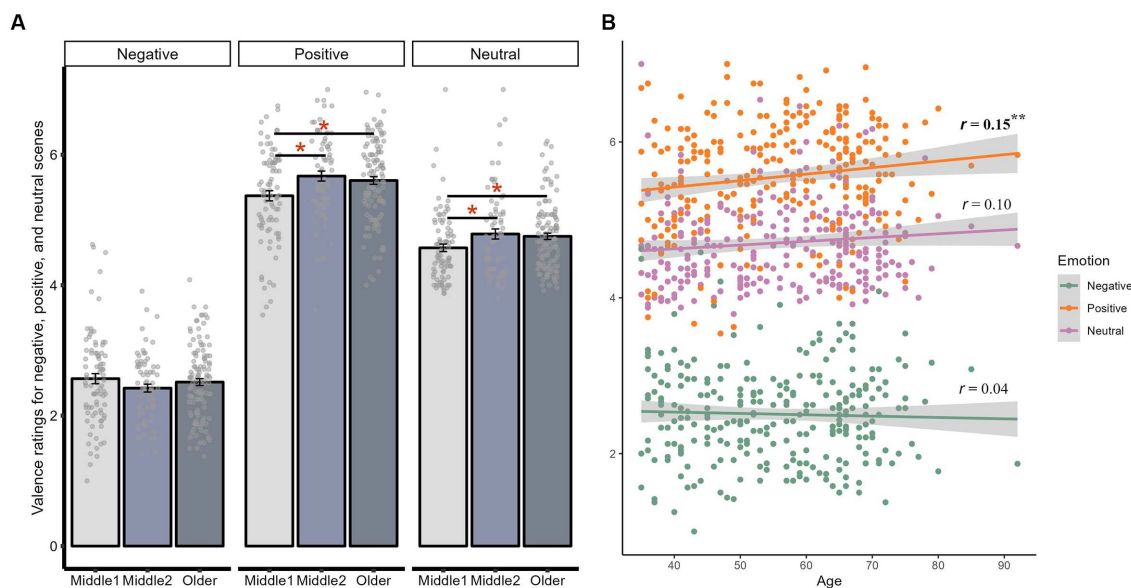 A
Negative
Positive
Neutral
Valence ratings for negative, positive, and neutral scenes
6
4
2
0
*
*
*
*
Middle1 Middle2 Older
Middle1 Middle2 Older
Middle1 Middle2 Older
B
6
4
2
r = 0.15**
r = 0.10
r = 0.04
40 50 60 70 80 90
Age
Emotion
Negative
Positive
Neutral